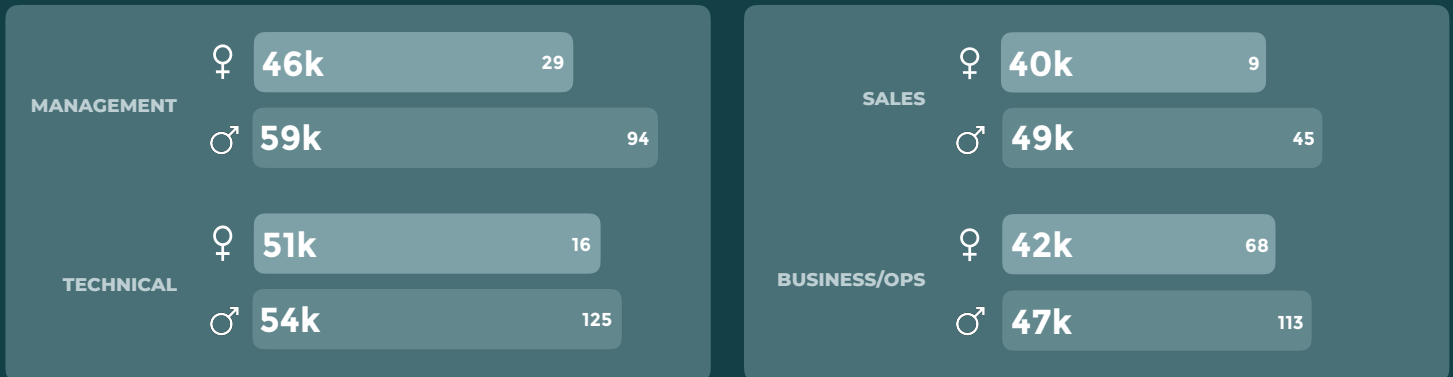 46k 29
MANAGEMENT
59k 94
51k 16
TECHNICAL
54k 125
40k 9
SALES
49k 45
42k 68
BUSINESS/OPS
47k 113